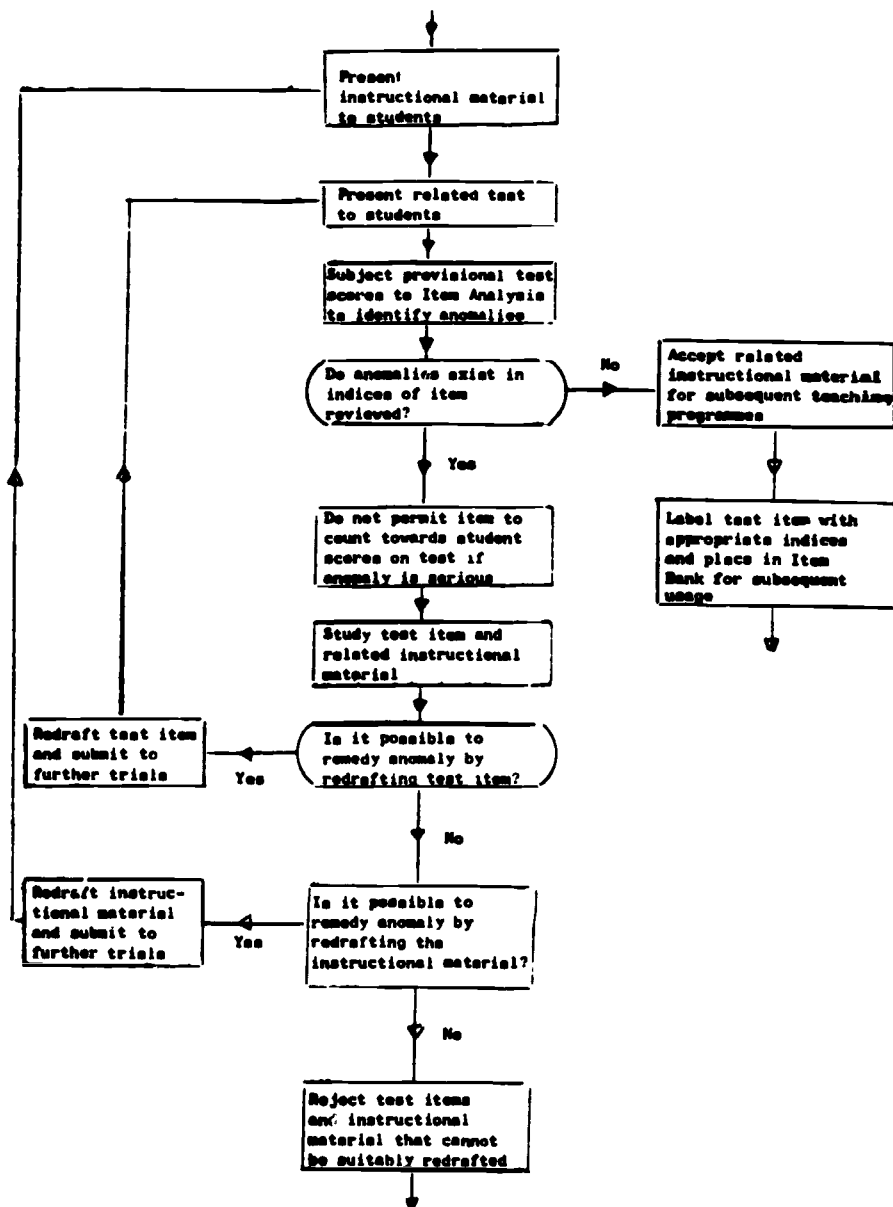 Present
instructional material
to students
Present related test
to students
Subject provisional test
scores to Item Analysis
to identify anomalies
Do anomalies exist in
indices of item
reviewed?
No
Accept related
instructional material
for subsequent teaching
programmes
Yes
Do not permit item to
count towards student
scores on test if
anomaly is serious
Label test item with
appropriate indices
and place in Item
Bank for subsequent
usage
Study test item and
related instructional
material
Redraft test item
and submit to
further trials
Yes
Is it possible to
remedy anomaly by
redrafting test item?
No
Redraft instruc-
tional material
and submit to
further trials
Yes
Is it possible to
remedy anomaly by
redrafting the
instructional material?
No
Reject test items
and instructional
material that cannot
be suitably redrafted